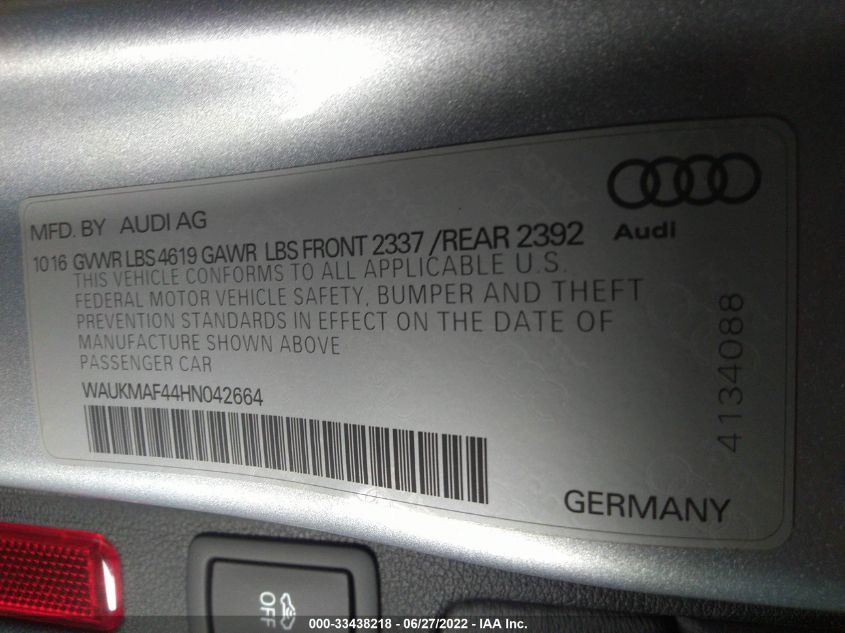 Audi
MFD. BY AUDI AG
1016 GVWR LBS 4619 GAWR LBS FRONT 2337 /REAR 2392
THIS VEHICLE CONFORMS TO ALL APPLICABLE U.S.
FEDERAL MOTOR VEHICLE SAFETY, BUMPER AND THEFT
PREVENTION STANDARDS IN EFFECT ON THE DATE OF
MANUFACTURE SHOWN ABOVE
PASSENGER CAR
WAUKMAF44HN042664
4134088
GERMANY
OFF
000-33438218 - 06/27/2022 - IAA Inc.